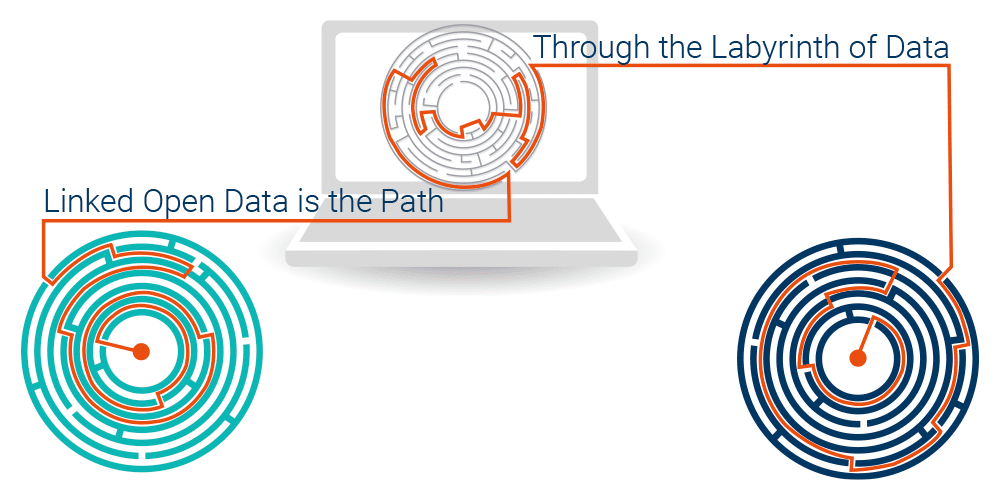 Linked Open Data is the Path
Through the Labyrinth of Data